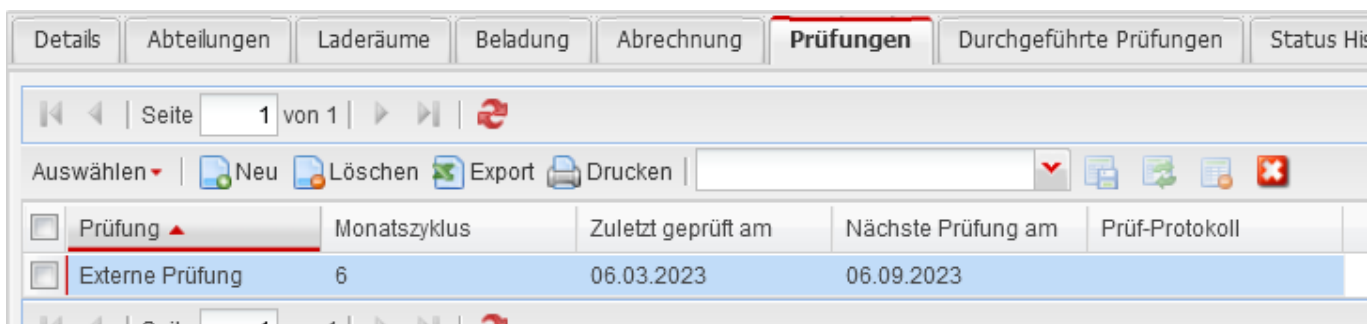 Details Abteilungen Laderäume Beladung Abrechnung Prüfungen Durchgeführte Prüfungen Status His
Seite 1 von 1
Auswählen Neu Löschen Export Drucken
Prüfung Monatszyklus Zuletzt geprüft am Nächste Prüfung am Prüf-Protokoll
Externe Prüfung 6 06.03.2023 06.09.2023